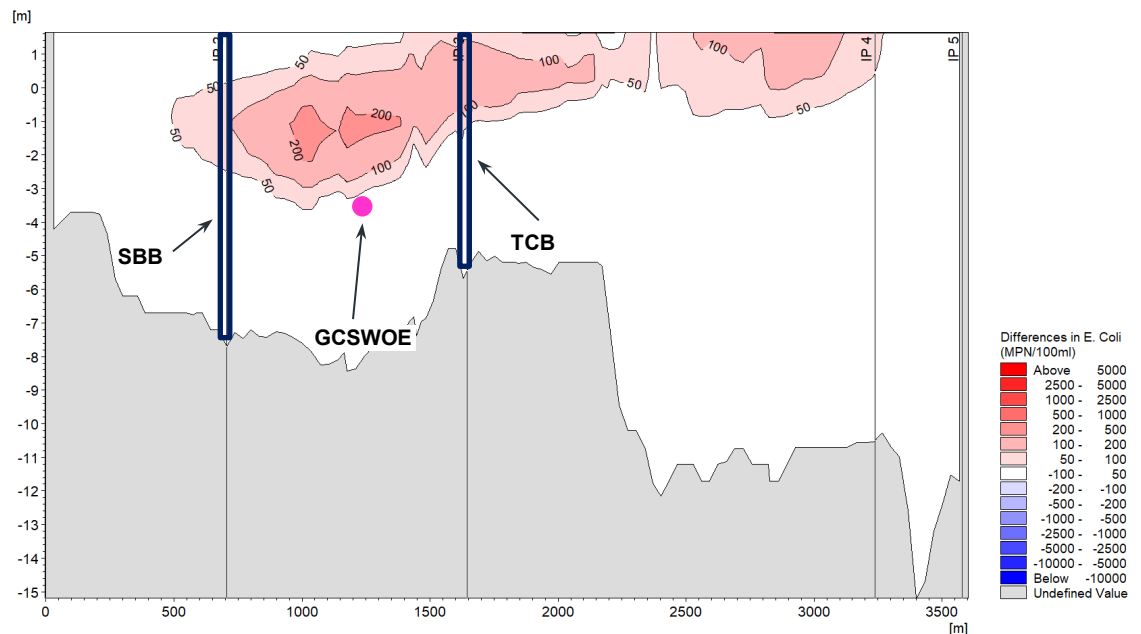 [m]
IP 4
IP 5
1
0
-1
-2
-3
-4
-5
-6
-7
-8
-9
-10
-11
-12
-13
-14
-15
50
50
50
50
100
200
200
100
100
50
100
50
SBB
GCSWOE
TCB
0
500
1000
1500
2000
2500
3000
3500
[m]
Differences in E. Coli
(MPN/100ml)
Above 5000
2500 - 5000
1000 - 2500
500 - 1000
200 - 500
100 - 200
50 - 100
-100 - 50
-200 - -100
-500 - -200
-1000 - -500
-2500 - -1000
-5000 - -2500
-10000 - -5000
Below -10000
Undefined Value